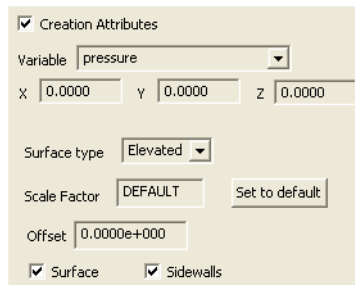 Creation Attributes
Variable pressure
X 0.0000 Y 0.0000 Z 0.0000
Surface type Elevated
Scale Factor DEFAULT Set to default
Offset 0.0000e+000
Surface Sidewalls